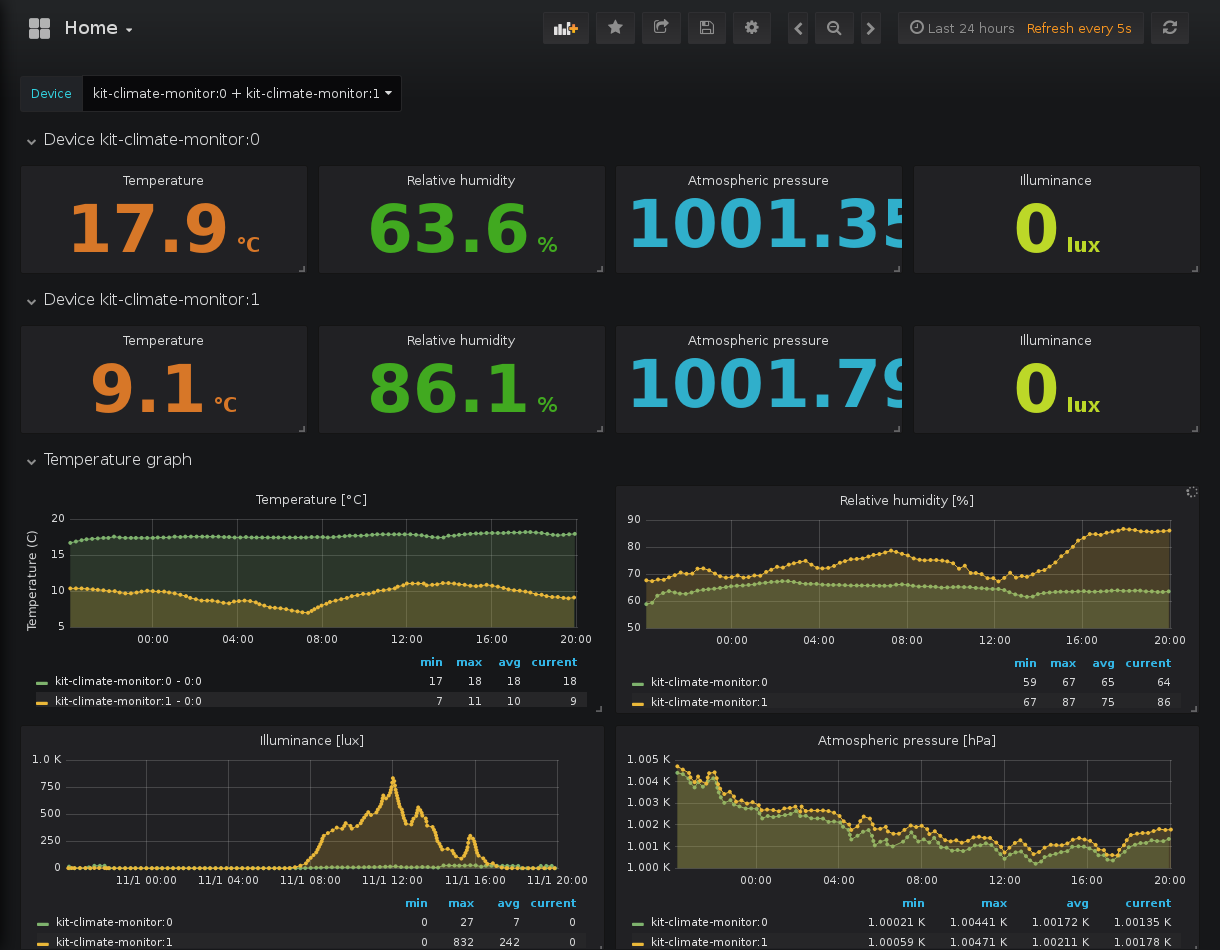 Home
Last 24 hours Refresh every 5s
Device kit-climate-monitor:0 + kit-climate-monitor:1
Device kit-climate-monitor:0
Temperature Relative humidity Atmospheric pressure Illuminance
17.9 °C 63.6 % 1001.35 0 lux
Device kit-climate-monitor:1
Temperature Relative humidity Atmospheric pressure Illuminance
9.1 °C 86.1 % 1001.79 0 lux
Temperature graph
Temperature [°C]
Temperature (C)
20
15
10
5
00:00 04:00 08:00 12:00 16:00 20:00
min max avg current
kit-climate-monitor:0 - 0:0 17 18 18 18
kit-climate-monitor:1 - 0:0 7 11 10 9
Relative humidity [%]
90
80
70
60
50
00:00 04:00 08:00 12:00 16:00 20:00
min max avg current
kit-climate-monitor:0 59 67 65 64
kit-climate-monitor:1 67 87 75 86
Illuminance [lux]
1.0 K
750
500
250
0
11/1 00:00 11/1 04:00 11/1 08:00 11/1 12:00 11/1 16:00 11/1 20:00
min max avg current
kit-climate-monitor:0 0 27 7 0
kit-climate-monitor:1 0 832 242 0
Atmospheric pressure [hPa]
1.005 K
1.004 K
1.003 K
1.002 K
1.001 K
1.000 K
00:00 04:00 08:00 12:00 16:00 20:00
min max avg current
kit-climate-monitor:0 1.00021 K 1.00441 K 1.00172 K 1.00135 K
kit-climate-monitor:1 1.00059 K 1.00471 K 1.00211 K 1.00178 K